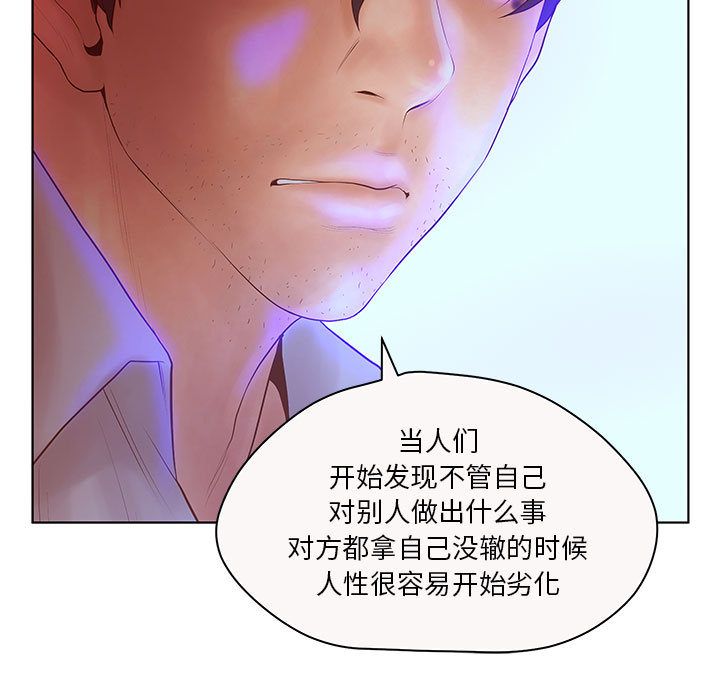 当人们
开始发现不管自己
对别人做出什么事
对方都拿自己没辙的时候
人性很容易开始劣化